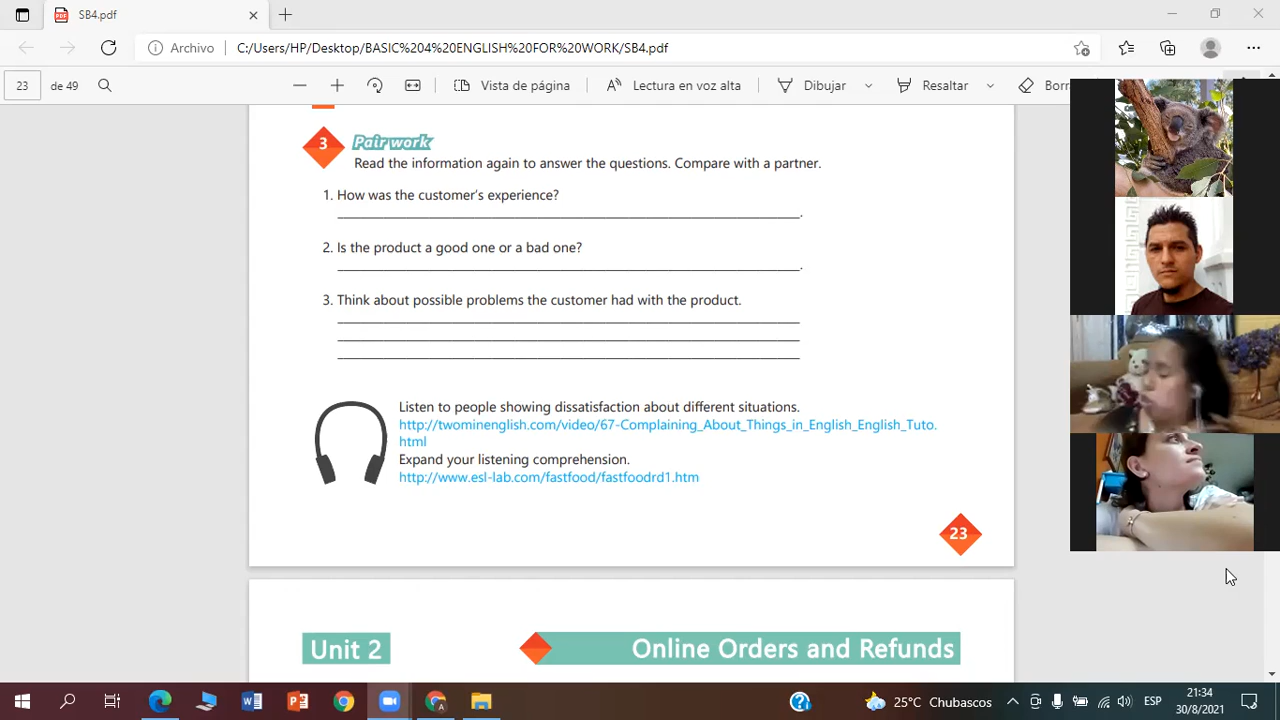 SB4.pdf
Archivo
C:/Users/HP/Desktop/BASIC%204%20ENGLISH%20FOR%20WORK/SB4.pdf
23
de 49
Vista de página
Lectura en voz alta
Dibujar
Resaltar
Borr
3
Pair work
Read the information again to answer the questions. Compare with a partner.
1. How was the customer's experience?
2. Is the product a good one or a bad one?
3. Think about possible problems the customer had with the product.
Listen to people showing dissatisfaction about different situations.
http://twominenglish.com/video/67-Complaining_About_Things_in_English_English_Tuto.
html
Expand your listening comprehension.
http://www.esl-lab.com/fastfood/fastfoodrd1.htm
23
Unit 2
Online Orders and Refunds
25°C Chubascos
ESP
21:34
30/8/2021